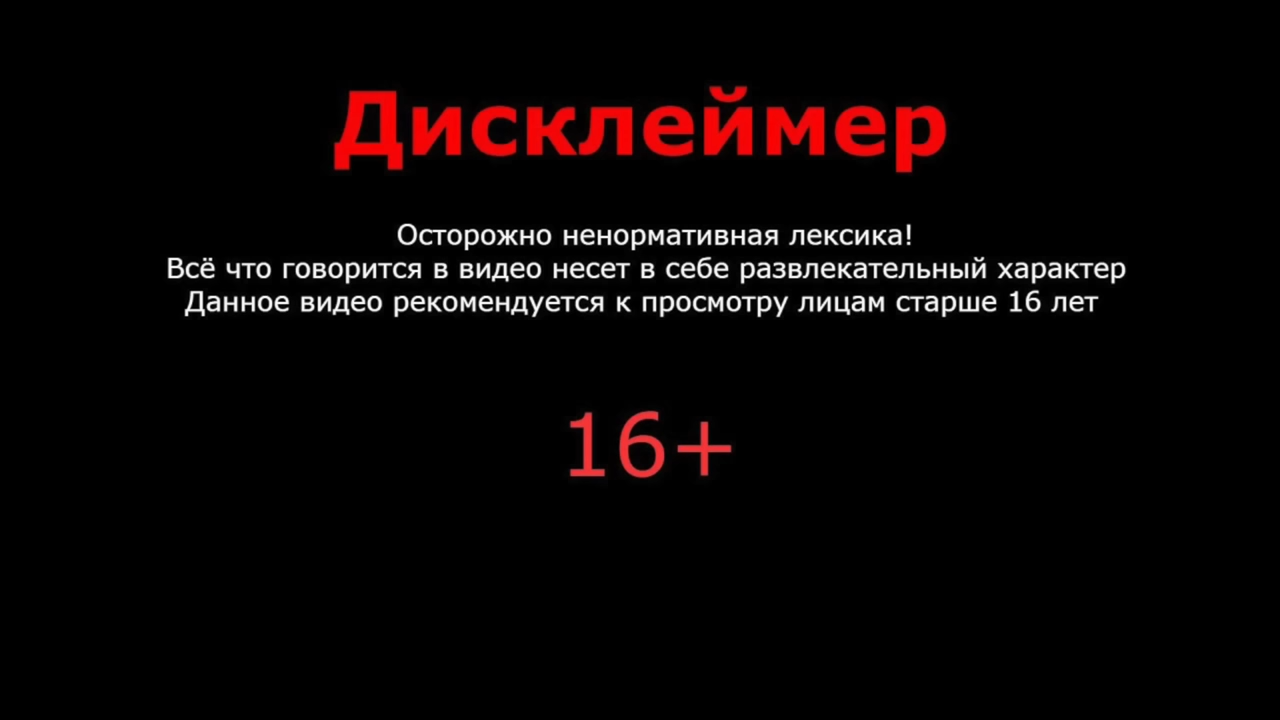 Дисклеймер
Осторожно ненормативная лексика!
Всё что говорится в видео несет в себе развлекательный характер
Данное видео рекомендуется к просмотру лицам старше 16 лет
16+